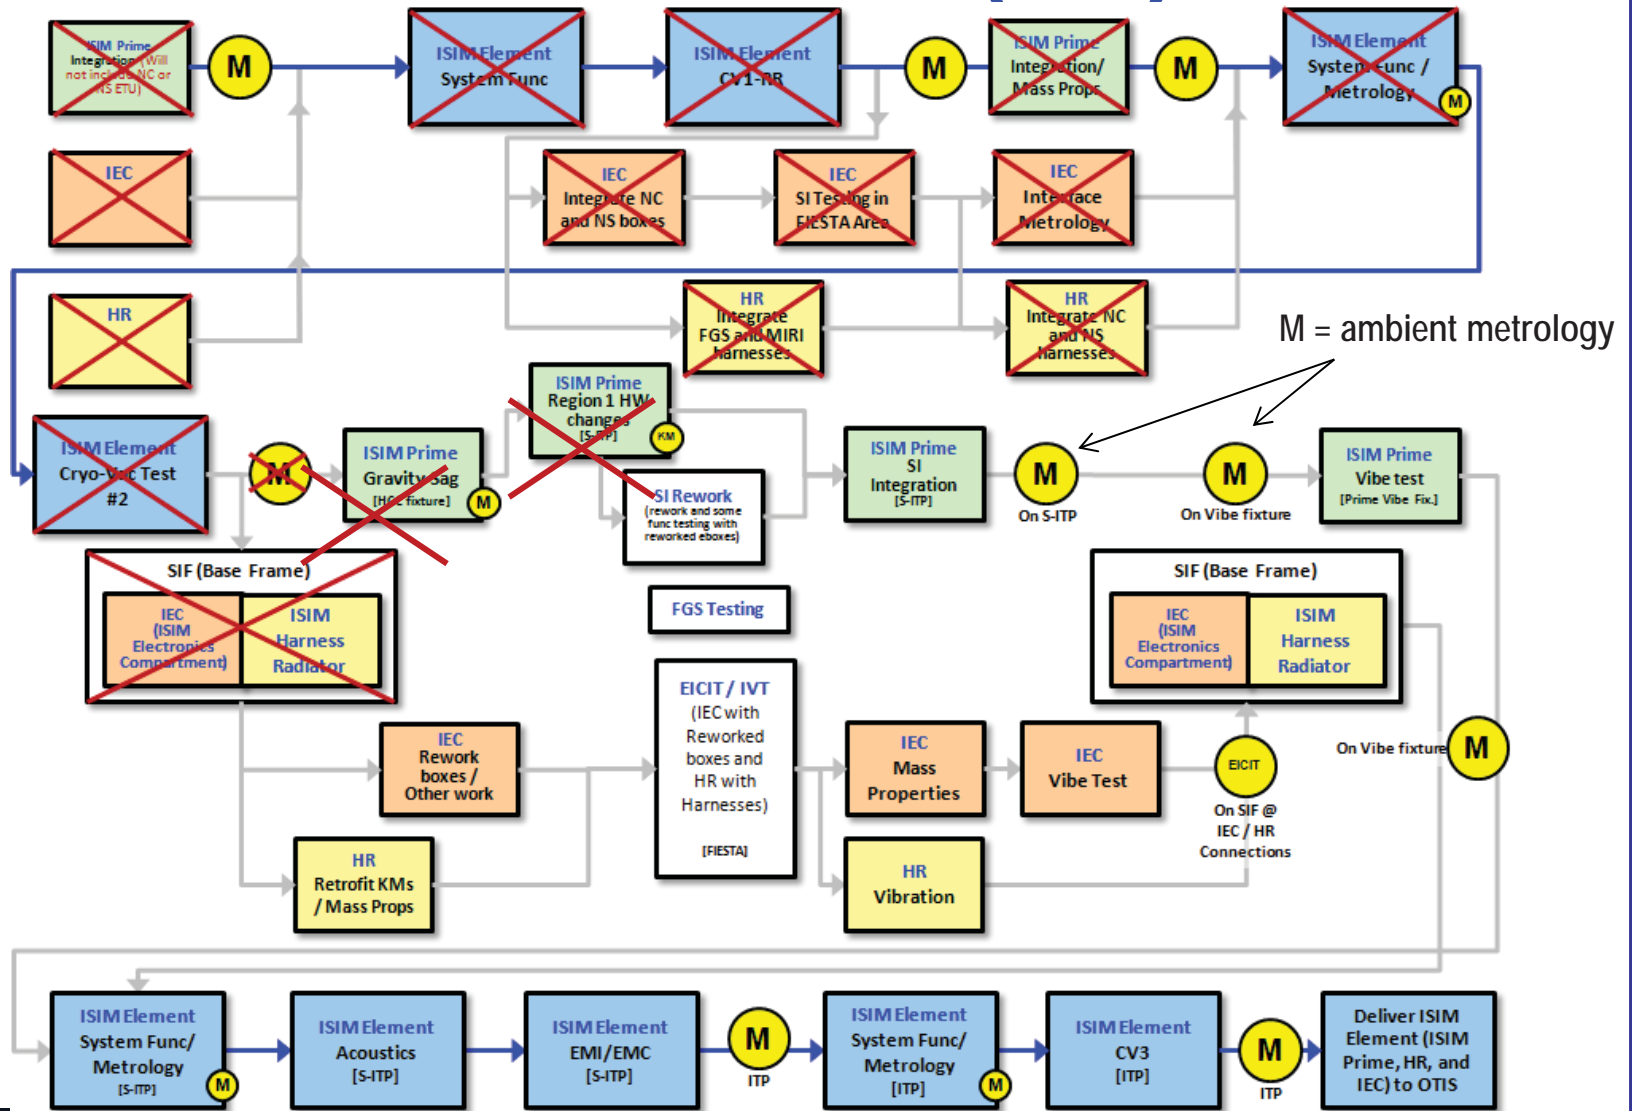 ISIM Prime
Integration (Will
not include NC or
NS ETU)
M
ISIM Element
System Func
ISIM Element
CV1-RR
M
ISIM Prime
Integration/
Mass Props
M
ISIM Element
System Func /
Metrology
M
IEC
IEC
Integrate NC
and NS boxes
IEC
SI Testing in
FIESTA Area
IEC
Interface
Metrology
HR
HR
Integrate
FGS and MIRI
harnesses
HR
Integrate NC
and NS
harnesses
M = ambient metrology
ISIM Element
Cryo-Vac Test
#2
M
ISIM Prime
Gravity Sag
[HCE fixture]
M
ISIM Prime
Region 1 HW
changes
[S-ITP]
KM
SI Rework
(rework and some
func testing with
reworked eboxes)
ISIM Prime
SI
Integration
[S-ITP]
M
On S-ITP
M
On Vibe fixture
ISIM Prime
Vibe test
[Prime Vibe Fix.]
SIF (Base Frame)
IEC
(ISIM
Electronics
Compartment)
ISIM
Harness
Radiator
FGS Testing
SIF (Base Frame)
IEC
(ISIM
Electronics
Compartment)
ISIM
Harness
Radiator
IEC
Rework
boxes /
Other work
HR
Retrofit KMs
/ Mass Props
EICIT / IVT
(IEC with
Reworked
boxes and
HR with
Harnesses)
[FIESTA]
IEC
Mass
Properties
IEC
Vibe Test
EICIT
On SIF @
IEC / HR
Connections
HR
Vibration
On Vibe fixture
M
ISIM Element
System Func/
Metrology
[S-ITP]
M
ISIM Element
Acoustics
[S-ITP]
ISIM Element
EMI/EMC
[S-ITP]
M
ITP
ISIM Element
System Func/
Metrology
[ITP]
M
ISIM Element
CV3
[ITP]
M
ITP
Deliver ISIM
Element (ISIM
Prime, HR, and
IEC) to OTIS